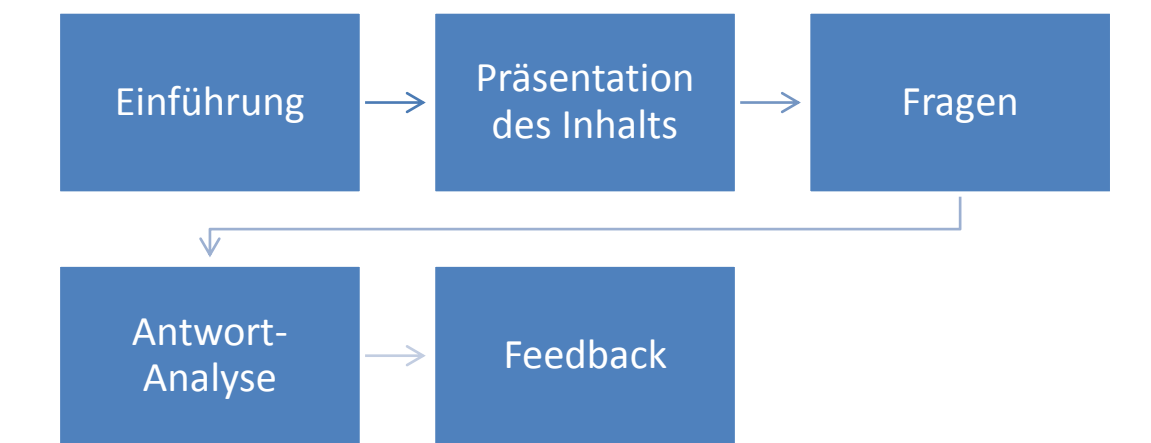 Einführung
Präsentation
des Inhalts
Fragen
Antwort-
Analyse
Feedback